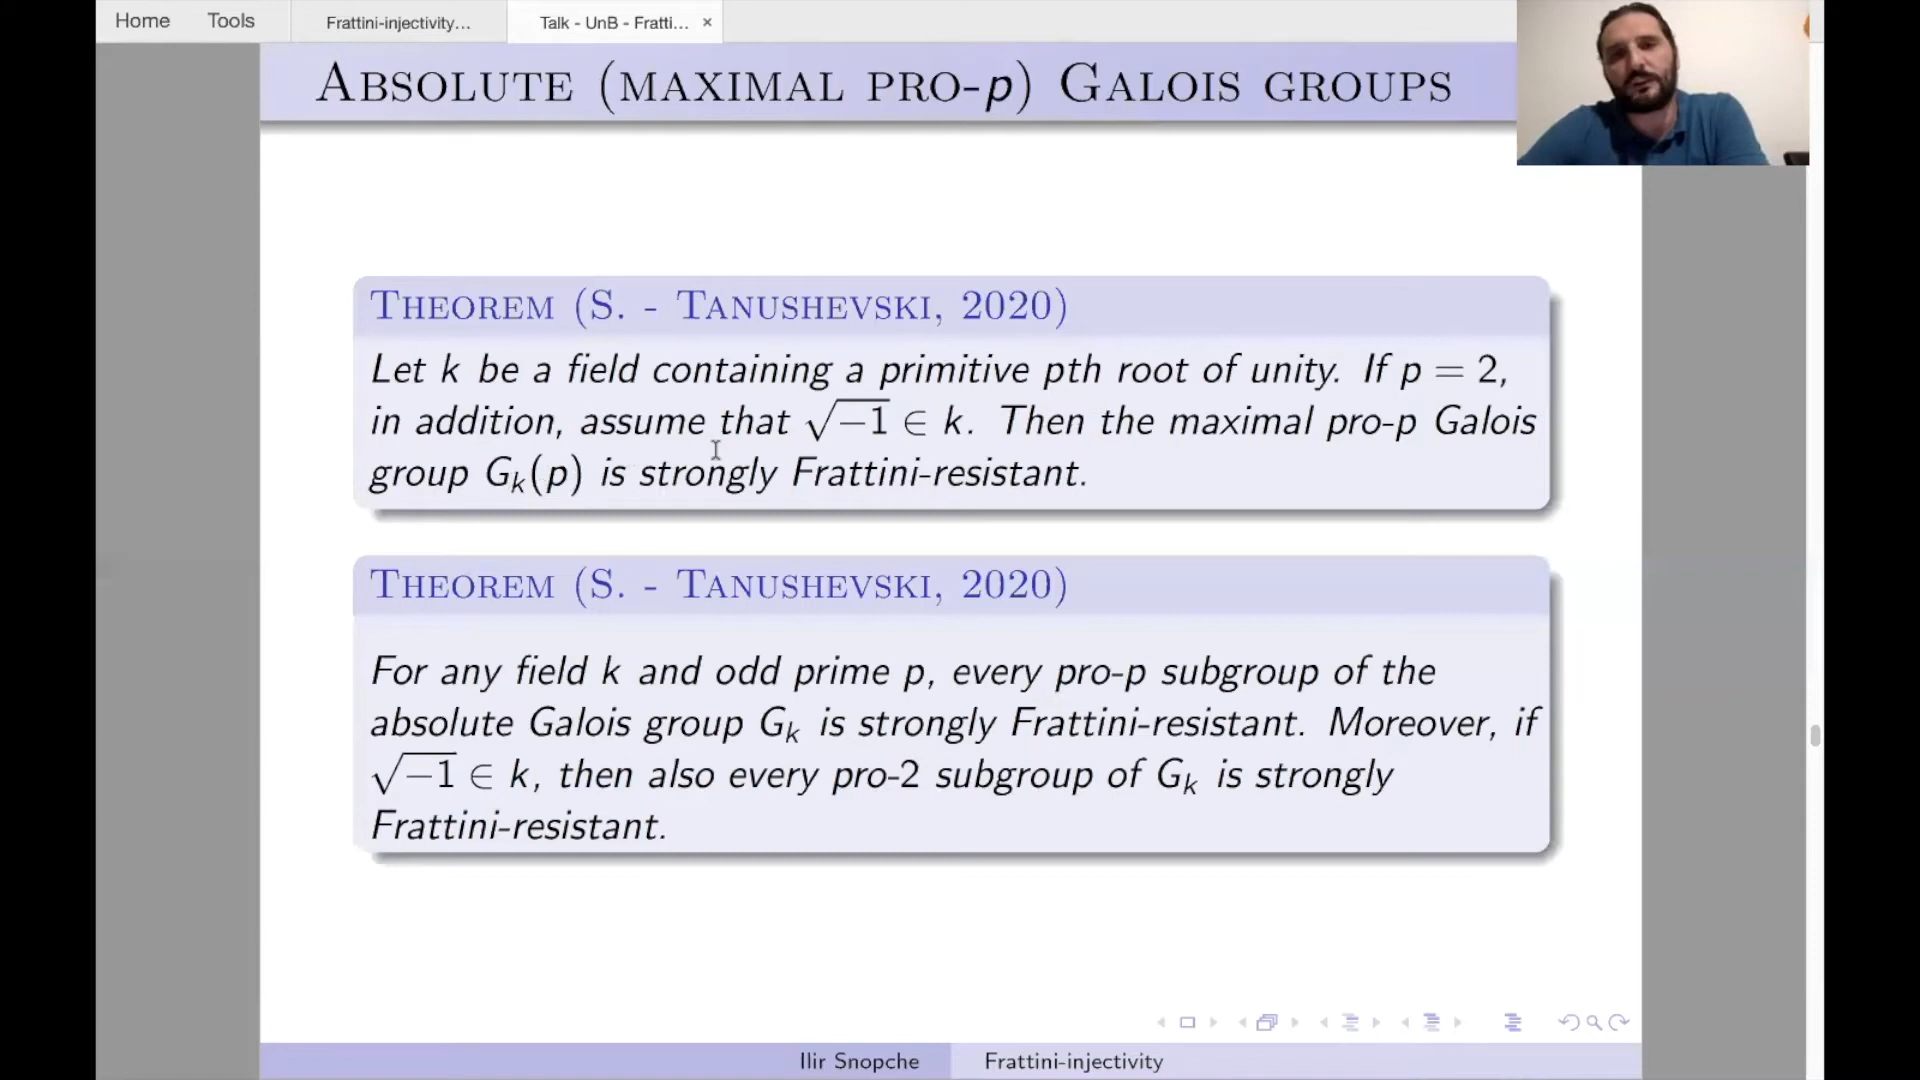 Home Tools Frattini-injectivity... Talk - UnB - Fratti... ×
Absolute (maximal pro-p) Galois groups
Theorem (S. - Tanushevski, 2020)
Let k be a field containing a primitive pth root of unity. If p = 2,
in addition, assume that √−1 ∈ k. Then the maximal pro-p Galois
group Gₖ(p) is strongly Frattini-resistant.
Theorem (S. - Tanushevski, 2020)
For any field k and odd prime p, every pro-p subgroup of the
absolute Galois group Gₖ is strongly Frattini-resistant. Moreover, if
√−1 ∈ k, then also every pro-2 subgroup of Gₖ is strongly
Frattini-resistant.
Ilir Snopche Frattini-injectivity